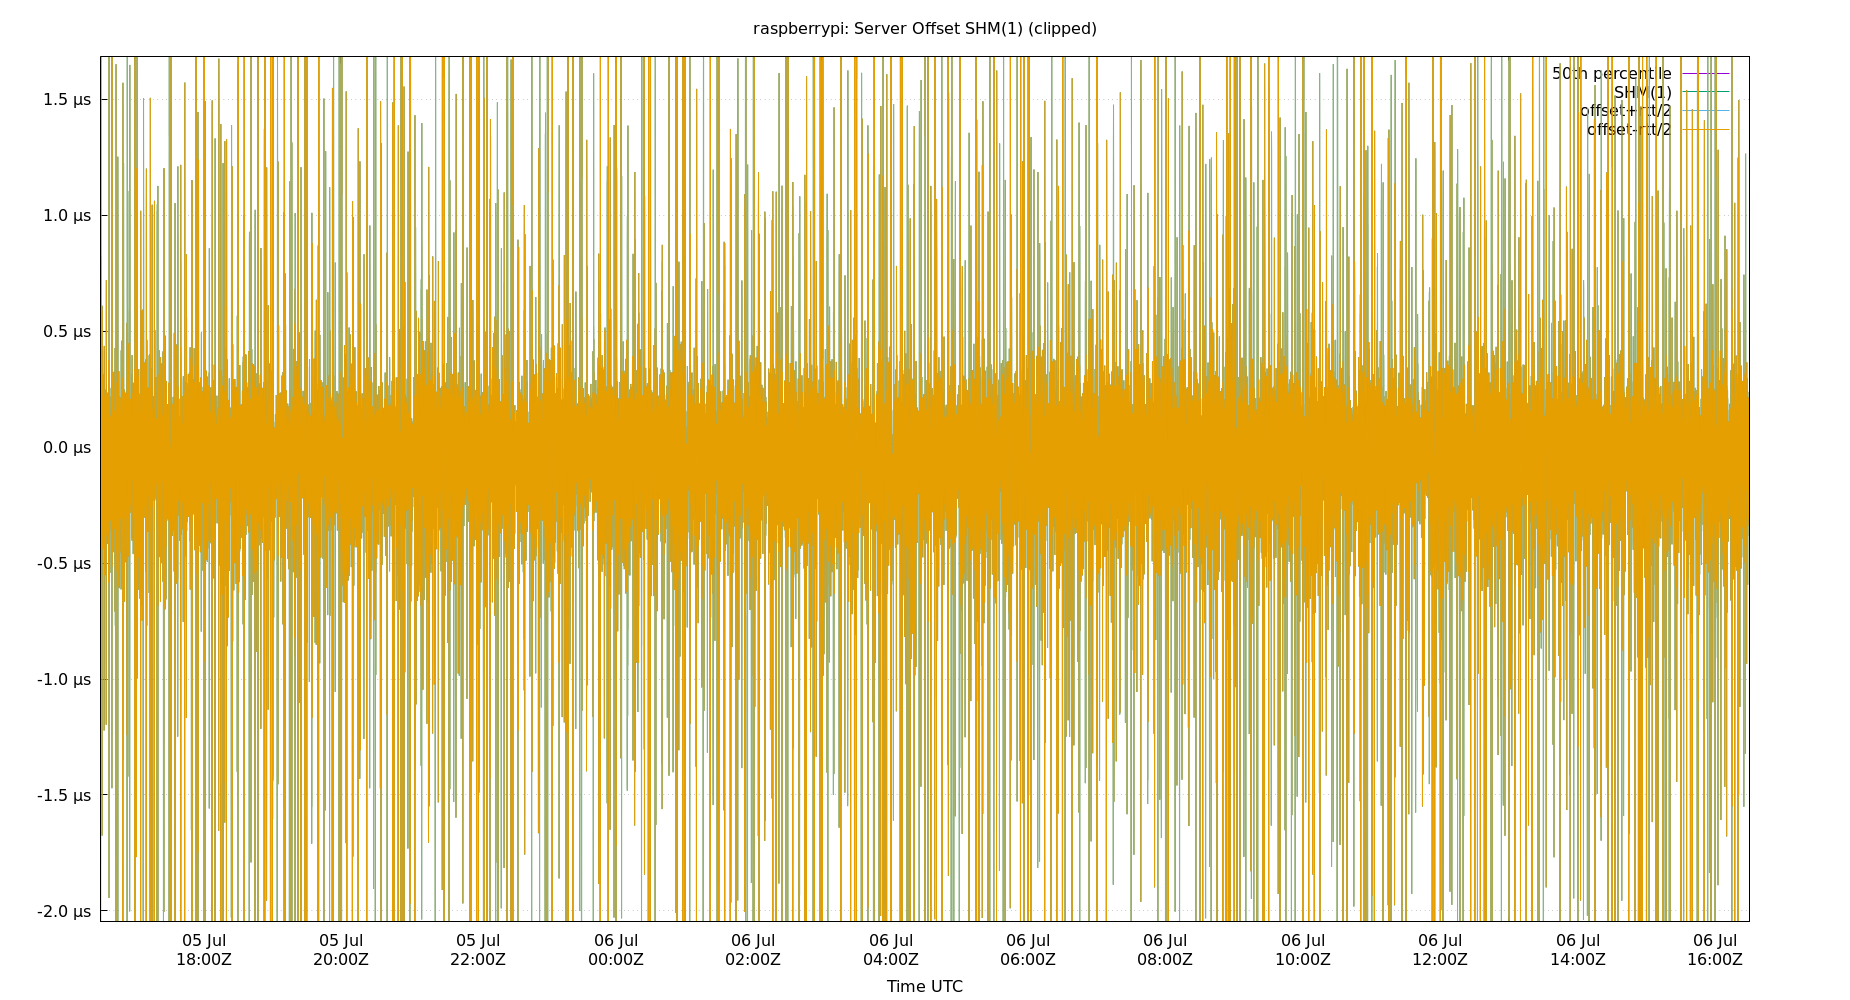 raspberrypi: Server Offset SHM(1) (clipped)
50th percentile
SHM(1)
offset+rtt/2
offset-rtt/2
1.5 µs
1.0 µs
0.5 µs
0.0 µs
-0.5 µs
-1.0 µs
-1.5 µs
-2.0 µs
05 Jul 05 Jul 05 Jul 06 Jul 06 Jul 06 Jul 06 Jul 06 Jul 06 Jul 06 Jul 06 Jul 06 Jul
18:00Z 20:00Z 22:00Z 00:00Z 02:00Z 04:00Z 06:00Z 08:00Z 10:00Z 12:00Z 14:00Z 16:00Z
Time UTC